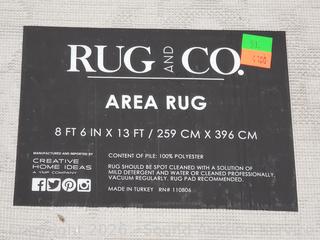 RUG AND CO.
AREA RUG
8 FT 6 IN X 13 FT / 259 CM X 396 CM
MANUFACTURED AND IMPORTED BY
CREATIVE
HOME IDEAS
A YMF COMPANY
CONTENT OF PILE: 100% POLYESTER
RUG SHOULD BE SPOT CLEANED WITH A SOLUTION OF
MILD DETERGENT AND WATER OR CLEANED PROFESSIONALLY,
VACUUM REGULARLY. RUG PAD RECOMMENDED.
MADE IN TURKEY RN# 110806